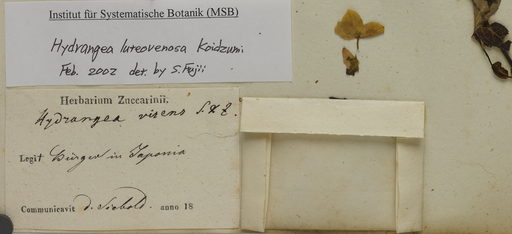 Institut für Systematische Botanik (MSB)
Hydrangea luteovenosa Koidzumi
Feb. 2002 det. by S. Fujii
Herbarium Zuccarinii.
Hydrangea virens S. & Z.
Legit Bürger in Japonia
Communicavit d. Siebold. anno 18